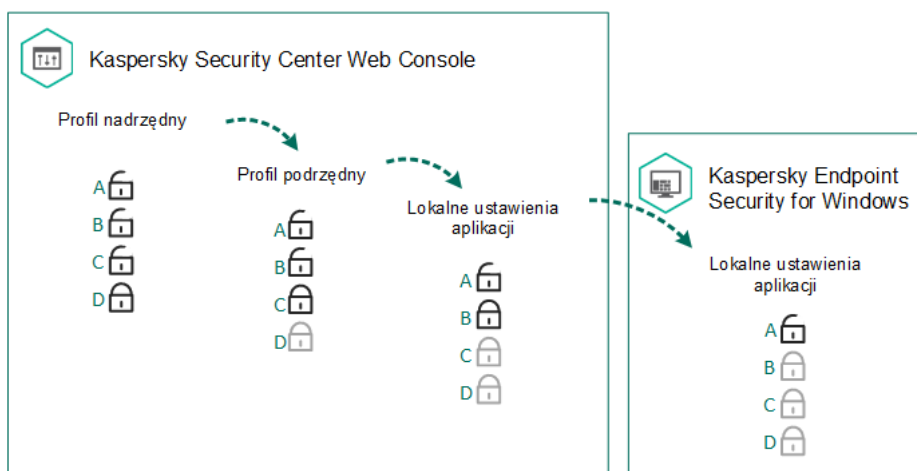 Kaspersky Security Center Web Console
Profil nadrzędny
A
B
C
D
Profil podrzędny
A
B
C
D
Lokalne ustawienia
aplikacji
A
B
C
D
Kaspersky Endpoint
Security for Windows
Lokalne ustawienia
aplikacji
A
B
C
D